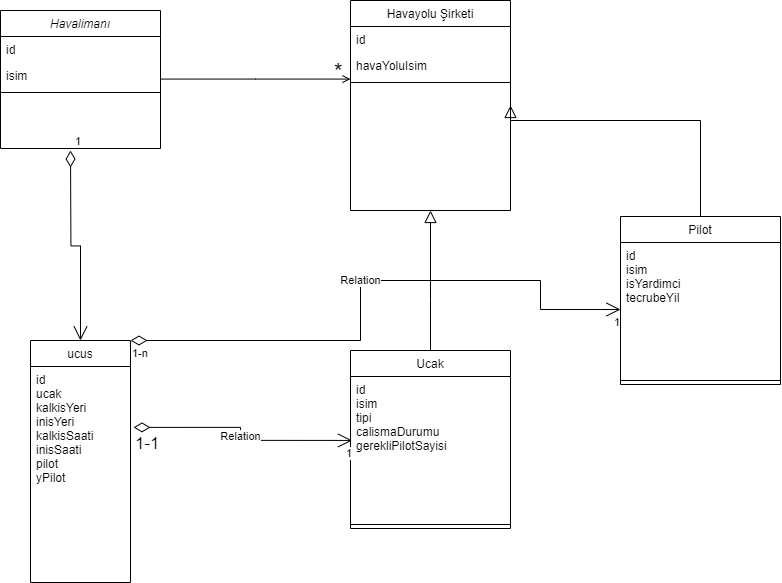 Havalimanı
id
isim
1
Havayolu Şirketi
id
havaYoluIsim
*
Pilot
id
isim
isYardimci
tecrubeYil
1
Relation
1-n
ucus
id
ucak
kalkisYeri
inisYeri
kalkisSaati
inisSaati
pilot
yPilot
1-1
Relation
1
Ucak
id
isim
tipi
calismaDurumu
gerekliPilotSayisi